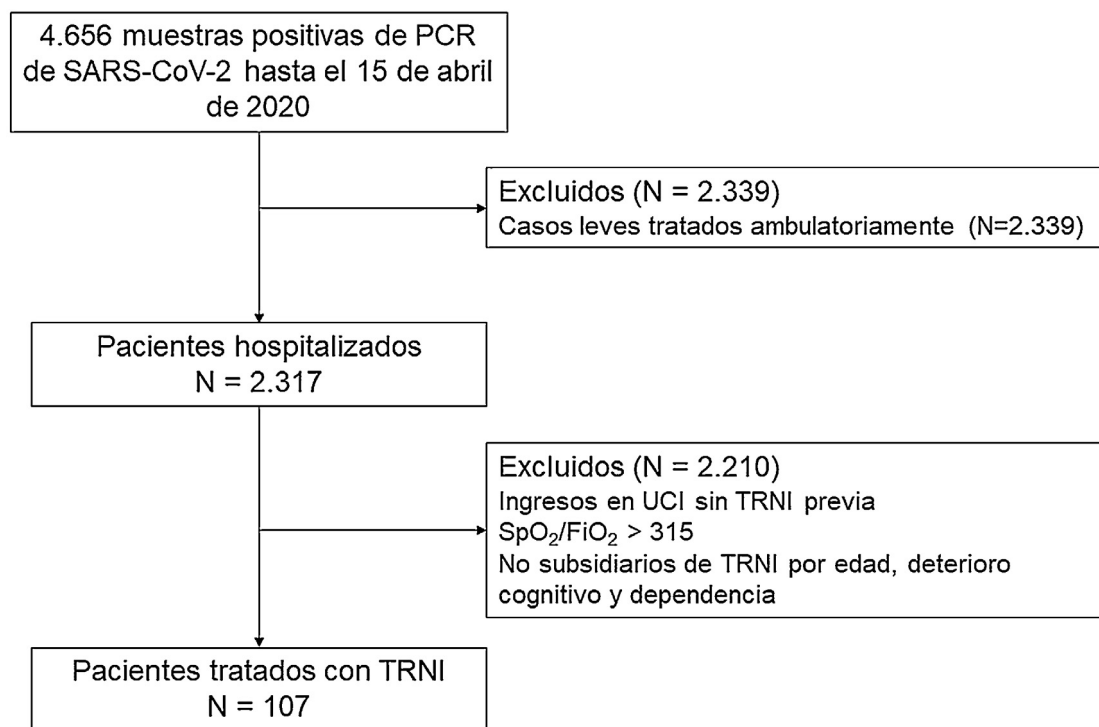 4.656 muestras positivas de PCR
de SARS-CoV-2 hasta el 15 de abril
de 2020
Excluidos (N = 2.339)
Casos leves tratados ambulatoriamente (N=2.339)
Pacientes hospitalizados
N = 2.317
Excluidos (N = 2.210)
Ingresos en UCI sin TRNI previa
SpO₂/FiO₂ > 315
No subsidiarios de TRNI por edad, deterioro
cognitivo y dependencia
Pacientes tratados con TRNI
N = 107